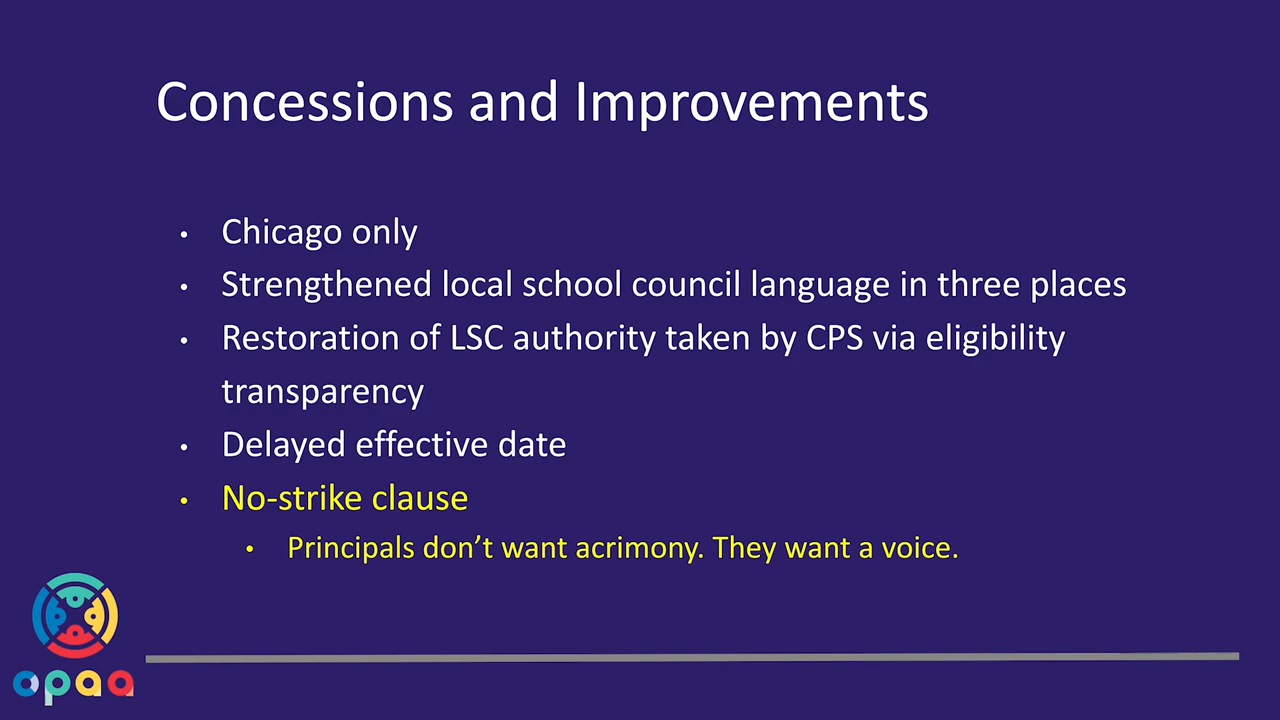 Concessions and Improvements
• Chicago only
• Strengthened local school council language in three places
• Restoration of LSC authority taken by CPS via eligibility
transparency
• Delayed effective date
• No-strike clause
• Principals don’t want acrimony. They want a voice.
cpaa